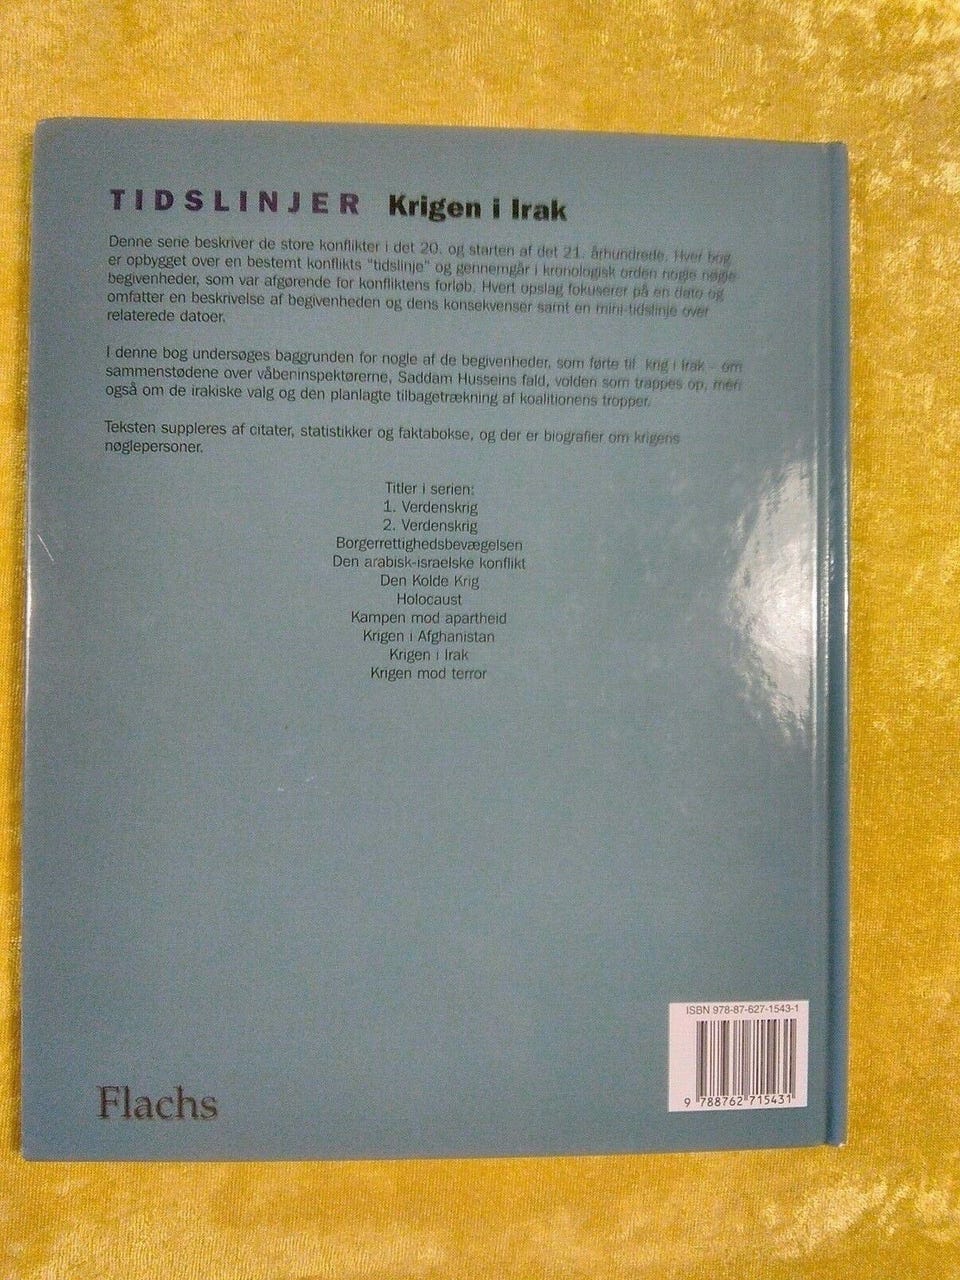 TIDSLINJER Krigen i Irak
Denne serie beskriver de store konflikter i det 20. og starten af det 21. århundrede. Hver bog
er opbygget over en bestemt konflikts "tidslinje" og gennemgår i kronologisk orden nogle nøgle
begivenheder, som var afgørende for konfliktens forløb. Hvert opslag fokuserer på en dato og
omfatter en beskrivelse af begivenheden og dens konsekvenser samt en mini-tidslinje over
relaterede datoer.
I denne bog undersøges baggrunden for nogle af de begivenheder, som førte til krig i Irak – om
sammenstødene over våbeninspektørerne, Saddam Husseins fald, volden som trappes op, men
også om de irakiske valg og den planlagte tilbagetrækning af koalitionens tropper.
Teksten suppleres af citater, statistikker og faktabokse, og der er biografier om krigens
nøglepersoner.
Titler i serien:
1. Verdenskrig
2. Verdenskrig
Borgerrettighedsbevægelsen
Den arabisk-israelske konflikt
Den Kolde Krig
Holocaust
Kampen mod apartheid
Krigen i Afghanistan
Krigen i Irak
Krigen mod terror
ISBN 978-87-627-1543-1
9 788762 715431
Flachs